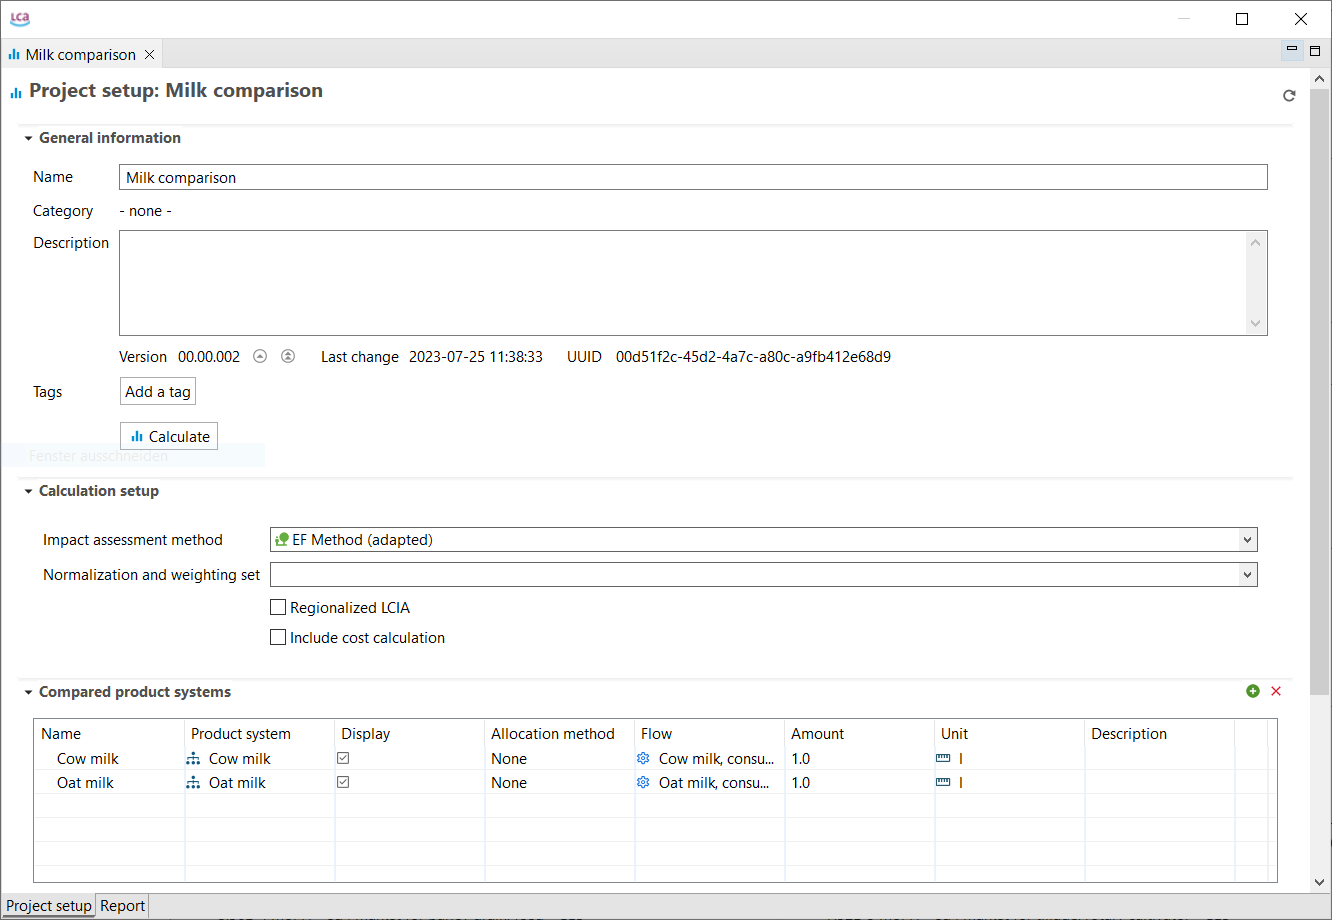 LCA
Milk comparison
Project setup: Milk comparison
General information
Name Milk comparison
Category - none -
Description
Version 00.00.002 Last change 2023-07-25 11:38:33 UUID 00d51f2c-45d2-4a7c-a80c-a9fb412e68d9
Tags Add a tag
Calculate
Fenster ausschneiden
Calculation setup
Impact assessment method EF Method (adapted)
Normalization and weighting set
Regionalized LCIA
Include cost calculation
Compared product systems
Name Product system Display Allocation method Flow Amount Unit Description
Cow milk Cow milk None Cow milk, consu... 1.0 l
Oat milk Oat milk None Oat milk, consu... 1.0 l
Project setup Report